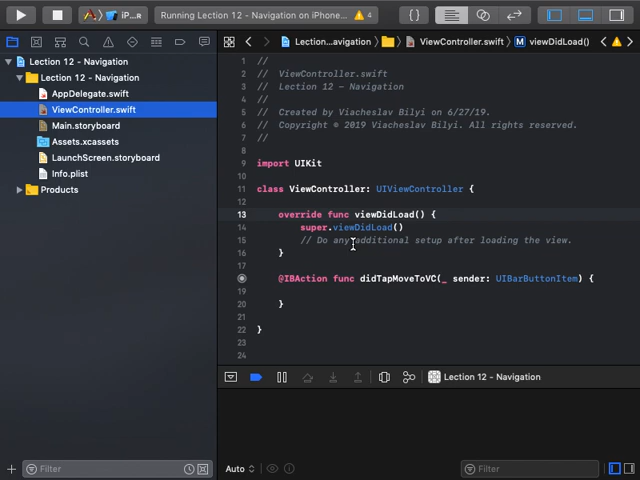 iP...R
Running Lection 12 - Navigation on iPhone...
4
Lection...avigation
ViewController.swift
M
viewDidLoad()
Lection 12 - Navigation
Lection 12 - Navigation
AppDelegate.swift
ViewController.swift
Main.storyboard
Assets.xcassets
LaunchScreen.storyboard
Info.plist
Products
1 //
2 // ViewController.swift
3 // Lection 12 - Navigation
4 //
5 // Created by Viacheslav Bilyi on 6/27/19.
6 // Copyright © 2019 Viacheslav Bilyi. All rights reserved.
7 //
8
9 import UIKit
10
11 class ViewController: UIViewController {
12
13 override func viewDidLoad() {
14 super.viewDidLoad()
15 // Do any additional setup after loading the view.
16 }
17
@IBAction func didTapMoveToVC(_ sender: UIBarButtonItem) {
19
20 }
21
22 }
23
24
Lection 12 - Navigation
Filter
Auto
Filter